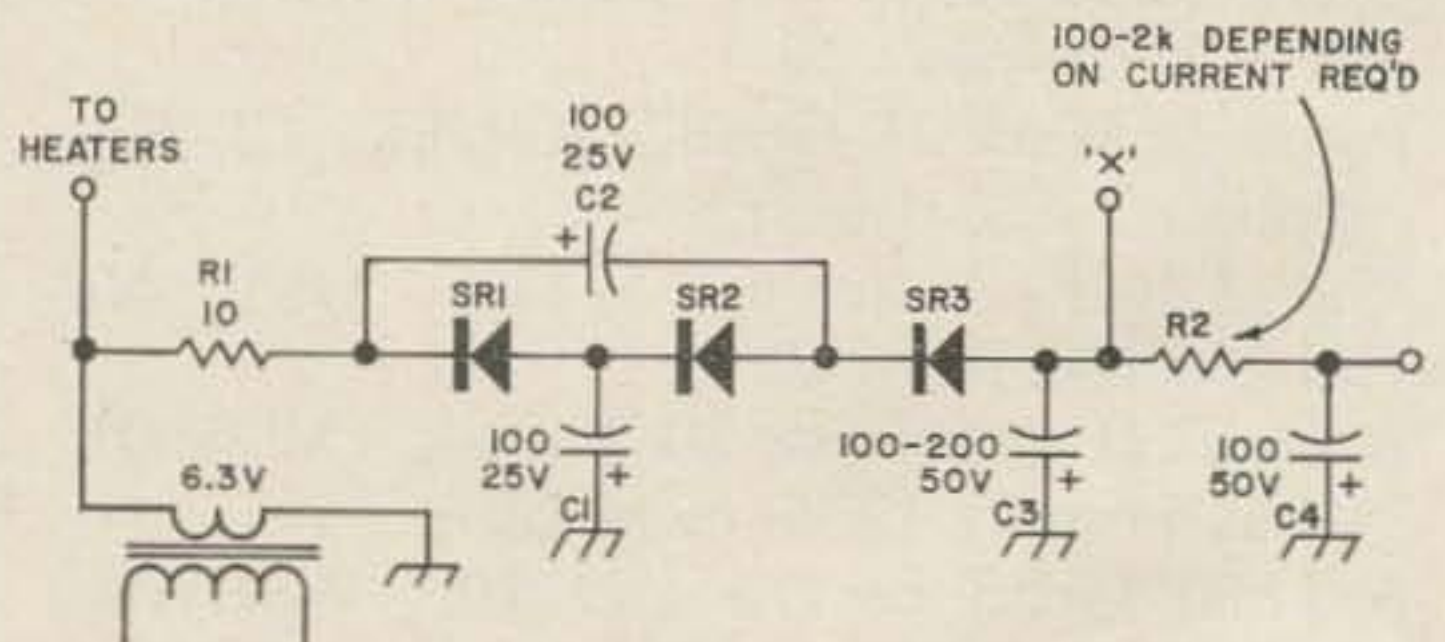 100-2k DEPENDING
ON CURRENT REQ'D
TO
HEATERS
100
25V
C2
+
'X'
R1
10
SR1
SR2
SR3
R2
100
25V
+
C1
100-200
50V
+
C3
100
50V
+
C4
6.3V